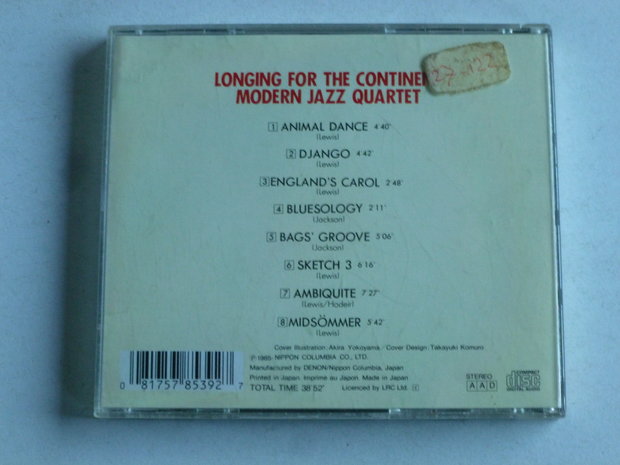 LONGING FOR THE CONTINE
MODERN JAZZ QUARTET
1 ANIMAL DANCE 4'40"
(Lewis)
2 DJANGO 4'42"
(Lewis)
3 ENGLAND'S CAROL 2'48"
(Lewis)
4 BLUESOLOGY 2'11"
(Jackson)
5 BAGS' GROOVE 5'06"
(Jackson)
6 SKETCH 3 6'16"
(Lewis)
7 AMBIQUITE 7'27"
(Lewis/Hodeir)
8 MIDSÖMMER 5'42"
(Lewis)
Cover Illustration: Akira Yokoyama. Cover Design: Takayuki Komuro
℗1985 NIPPON COLUMBIA CO., LTD.
Manufactured by DENON/Nippon Columbia, Japan
Printed in Japan. Imprimé au Japon. Made in Japan
TOTAL TIME 38'52" Licenced by LRC Ltd.
0 81757 85392 7
STEREO
AAD
COMPACT
disc
DIGITAL AUDIO